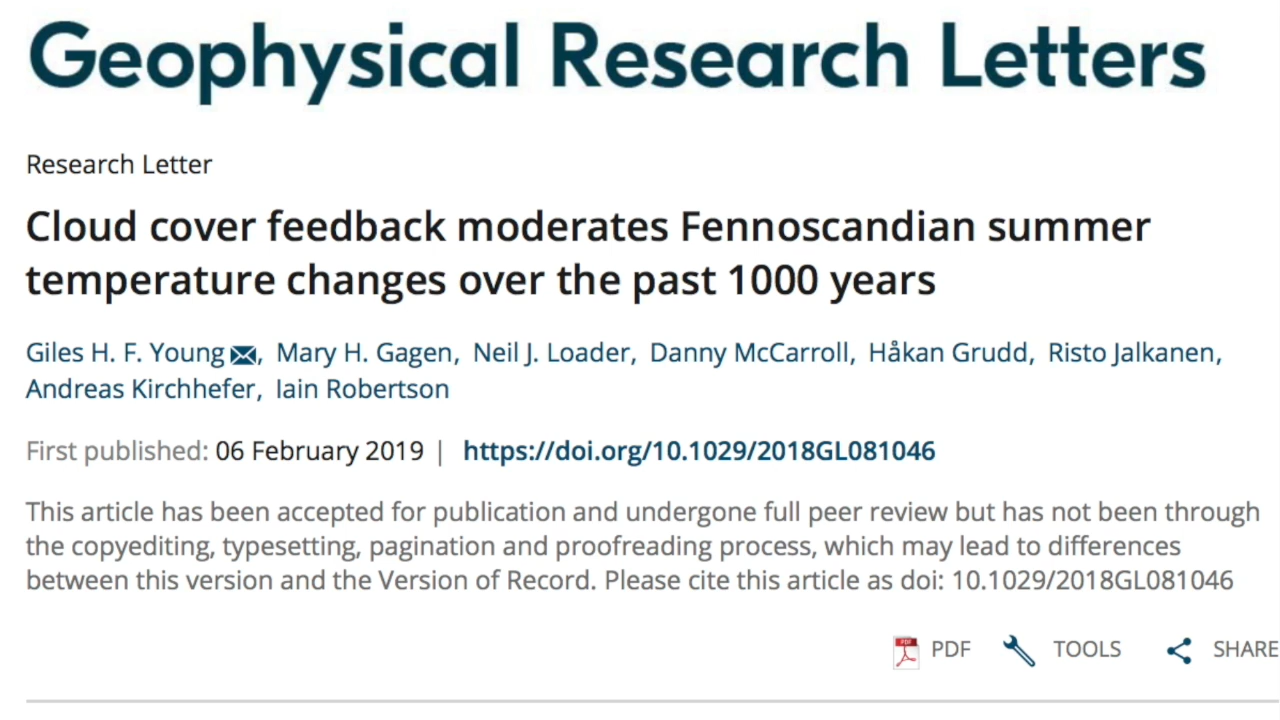 Geophysical Research Letters
Research Letter
Cloud cover feedback moderates Fennoscandian summer
temperature changes over the past 1000 years
Giles H. F. Young, Mary H. Gagen, Neil J. Loader, Danny McCarroll, Håkan Grudd, Risto Jalkanen,
Andreas Kirchhefer, Iain Robertson
First published: 06 February 2019 | https://doi.org/10.1029/2018GL081046
This article has been accepted for publication and undergone full peer review but has not been through
the copyediting, typesetting, pagination and proofreading process, which may lead to differences
between this version and the Version of Record. Please cite this article as doi: 10.1029/2018GL081046
PDF PDF TOOLS SHARE